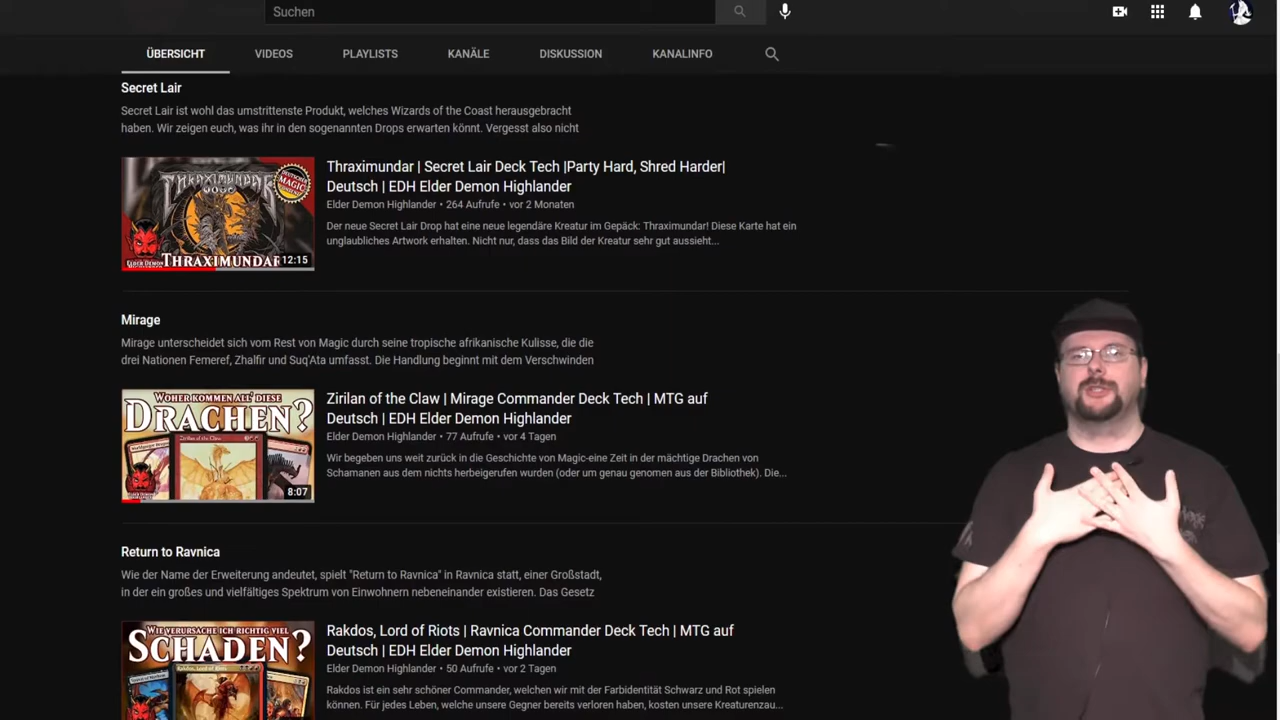 Suchen
ÜBERSICHT VIDEOS PLAYLISTS KANÄLE DISKUSSION KANALINFO
Secret Lair
Secret Lair ist wohl das umstrittenste Produkt, welches Wizards of the Coast herausgebracht
haben. Wir zeigen euch, was ihr in den sogenannten Drops erwarten könnt. Vergesst also nicht
THRAXIMUNDAR
DEUTSCHER
MAGIC
ELDER DEMON
THRAXIMUNDAR
12:15
Thraximundar | Secret Lair Deck Tech |Party Hard, Shred Harder|
Deutsch | EDH Elder Demon Highlander
Elder Demon Highlander • 264 Aufrufe • vor 2 Monaten
Der neue Secret Lair Drop hat eine neue legendäre Kreatur im Gepäck: Thraximundar! Diese Karte hat ein
unglaubliches Artwork erhalten. Nicht nur, dass das Bild der Kreatur sehr gut aussieht...
Mirage
Mirage unterscheidet sich vom Rest von Magic durch seine tropische afrikanische Kulisse, die die
drei Nationen Femeref, Zhalfir und Suq'Ata umfasst. Die Handlung beginnt mit dem Verschwinden
WOHER KOMMEN ALL' DIESE
DRACHEN?
Zirilan of the Claw
8:07
Zirilan of the Claw | Mirage Commander Deck Tech | MTG auf
Deutsch | EDH Elder Demon Highlander
Elder Demon Highlander • 77 Aufrufe • vor 4 Tagen
Wir begeben uns weit zurück in die Geschichte von Magic-eine Zeit in der mächtige Drachen von
Schamanen aus dem nichts herbeigerufen wurden (oder um genau genomen aus der Bibliothek). Die...
Return to Ravnica
Wie der Name der Erweiterung andeutet, spielt "Return to Ravnica" in Ravnica statt, einer Großstadt,
in der ein großes und vielfältiges Spektrum von Einwohnern nebeneinander existieren. Das Gesetz
WIE VERURSACHE ICH RICHTIG VIEL
SCHADEN?
Rakdos, Lord of Riots
Rakdos, Lord of Riots | Ravnica Commander Deck Tech | MTG auf
Deutsch | EDH Elder Demon Highlander
Elder Demon Highlander • 50 Aufrufe • vor 2 Tagen
Rakdos ist ein sehr schöner Commander, welchen wir mit der Farbidentität Schwarz und Rot spielen
können. Für jedes Leben, welche unsere Gegner bereits verloren haben, kosten unsere Kreaturenzau...